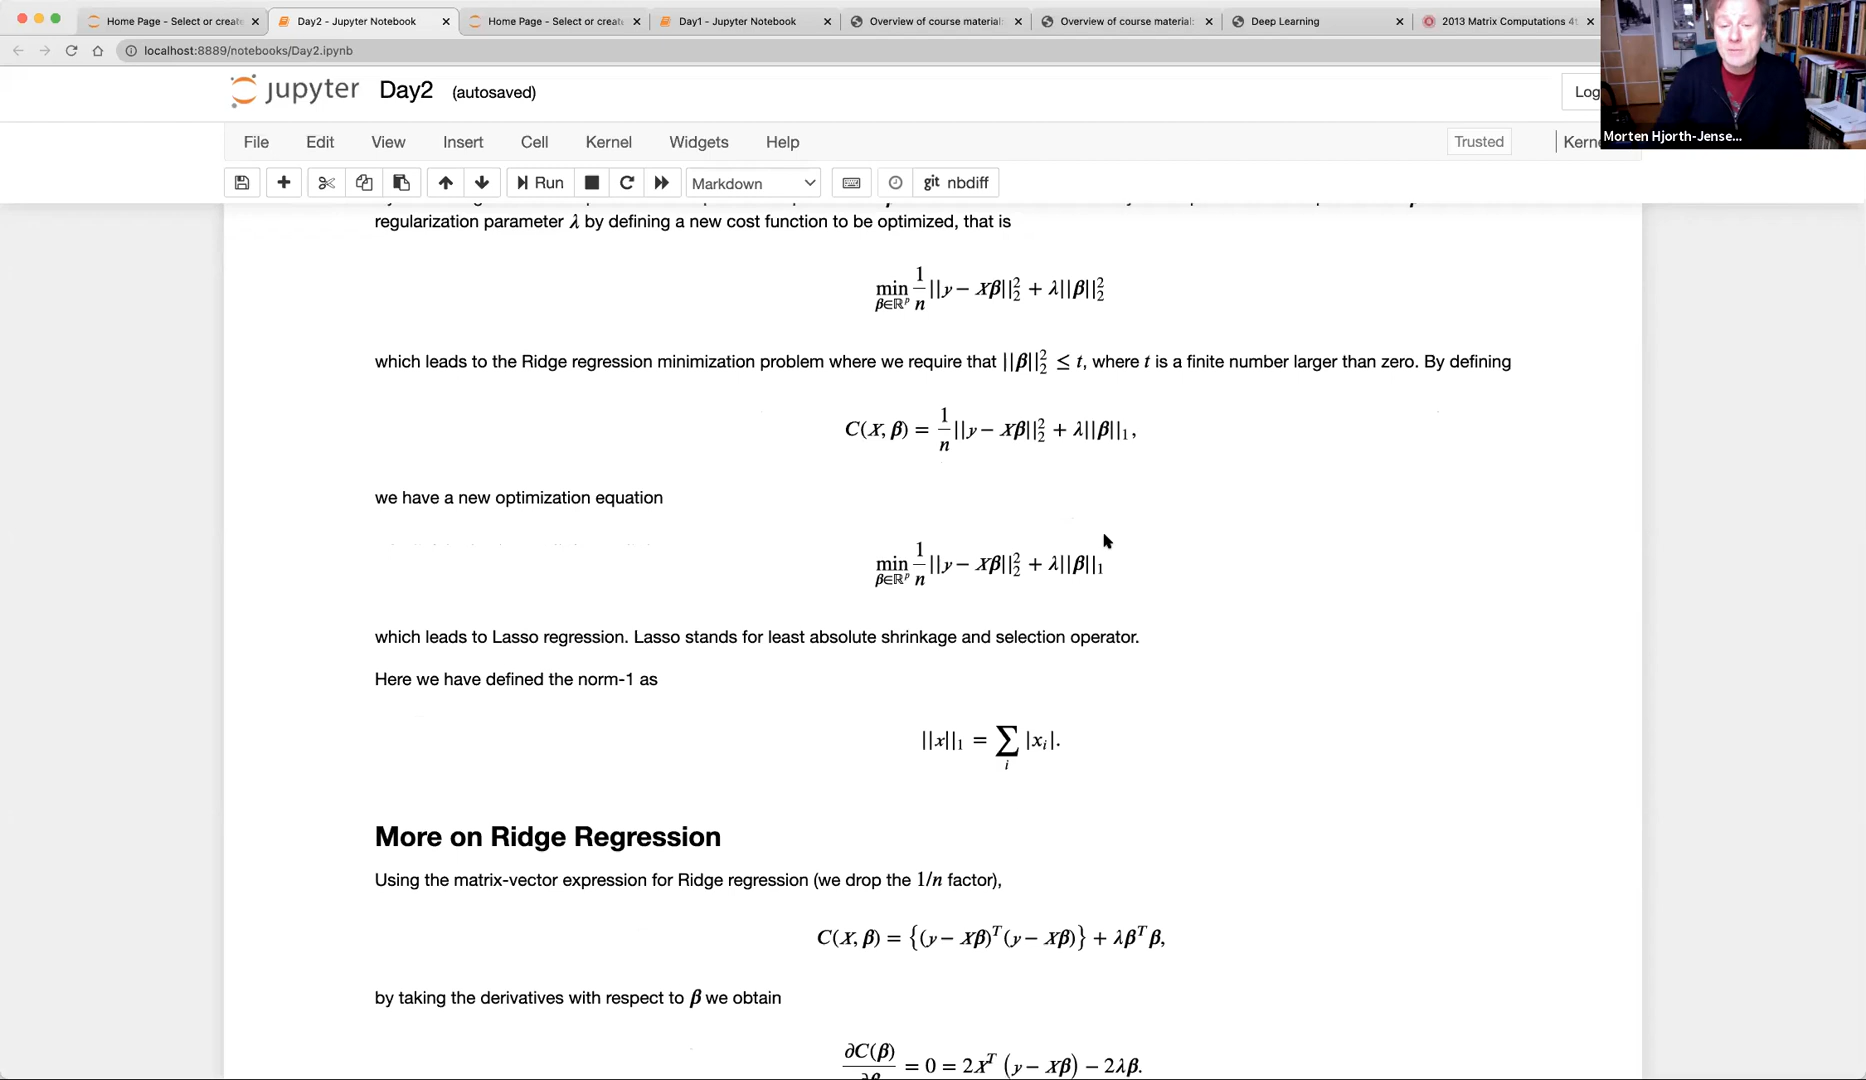 Home Page - Select or create
Day2 - Jupyter Notebook
Home Page - Select or create
Day1 - Jupyter Notebook
Overview of course material:
Overview of course material:
Deep Learning
2013 Matrix Computations 4
localhost:8889/notebooks/Day2.ipynb
jupyter Day2 (autosaved)
Log
Morten Hjorth-Jense...
File Edit View Insert Cell Kernel Widgets Help
Trusted
Kerne
Run
Markdown
git nbdiff
regularization parameter λ by defining a new cost function to be optimized, that is
min_{β∈ℝ^p} 1/n ||y − Xβ||_2^2 + λ||β||_2^2
which leads to the Ridge regression minimization problem where we require that ||β||_2^2 ≤ t, where t is a finite number larger than zero. By defining
C(X, β) = 1/n ||y − Xβ||_2^2 + λ||β||_1,
we have a new optimization equation
min_{β∈ℝ^p} 1/n ||y − Xβ||_2^2 + λ||β||_1
which leads to Lasso regression. Lasso stands for least absolute shrinkage and selection operator.
Here we have defined the norm-1 as
||x||_1 = ∑_i |x_i|.
More on Ridge Regression
Using the matrix-vector expression for Ridge regression (we drop the 1/n factor),
C(X, β) = {(y − Xβ)^T (y − Xβ)} + λβ^T β,
by taking the derivatives with respect to β we obtain
∂C(β)/∂β = 0 = 2X^T (y − Xβ) − 2λβ.